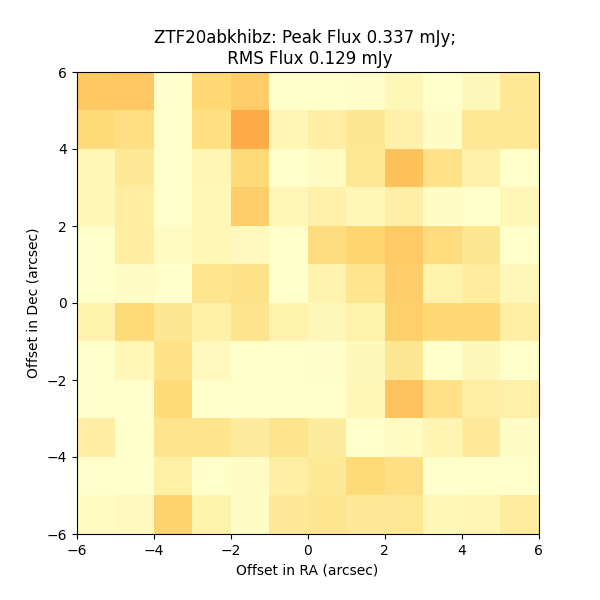 ZTF20abkhibz: Peak Flux 0.337 mJy;
RMS Flux 0.129 mJy
6
4
2
0
−2
−4
−6
Offset in Dec (arcsec)
−6 −4 −2 0 2 4 6
Offset in RA (arcsec)